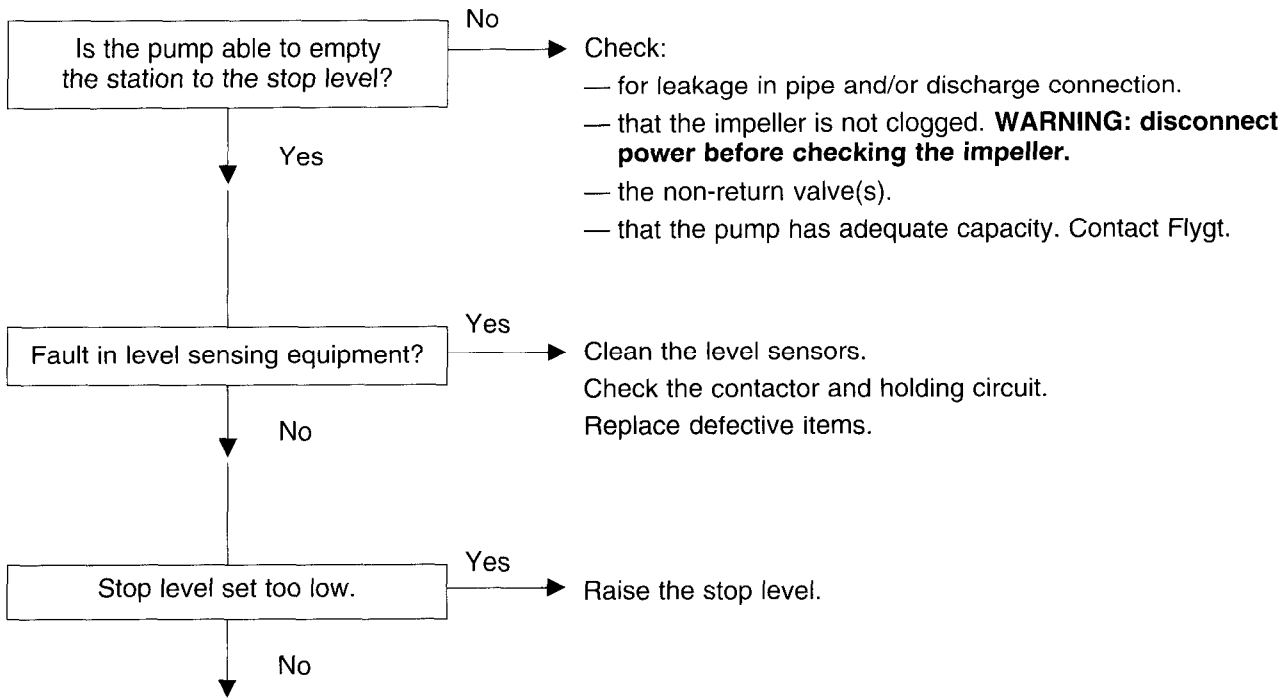 No
Is the pump able to empty
the station to the stop level?
Check:
— for leakage in pipe and/or discharge connection.
— that the impeller is not clogged. WARNING: disconnect
power before checking the impeller.
— the non-return valve(s).
— that the pump has adequate capacity. Contact Flygt.
Yes
Fault in level sensing equipment?
Yes
Clean the level sensors.
Check the contactor and holding circuit.
Replace defective items.
No
Stop level set too low.
Yes
Raise the stop level.
No